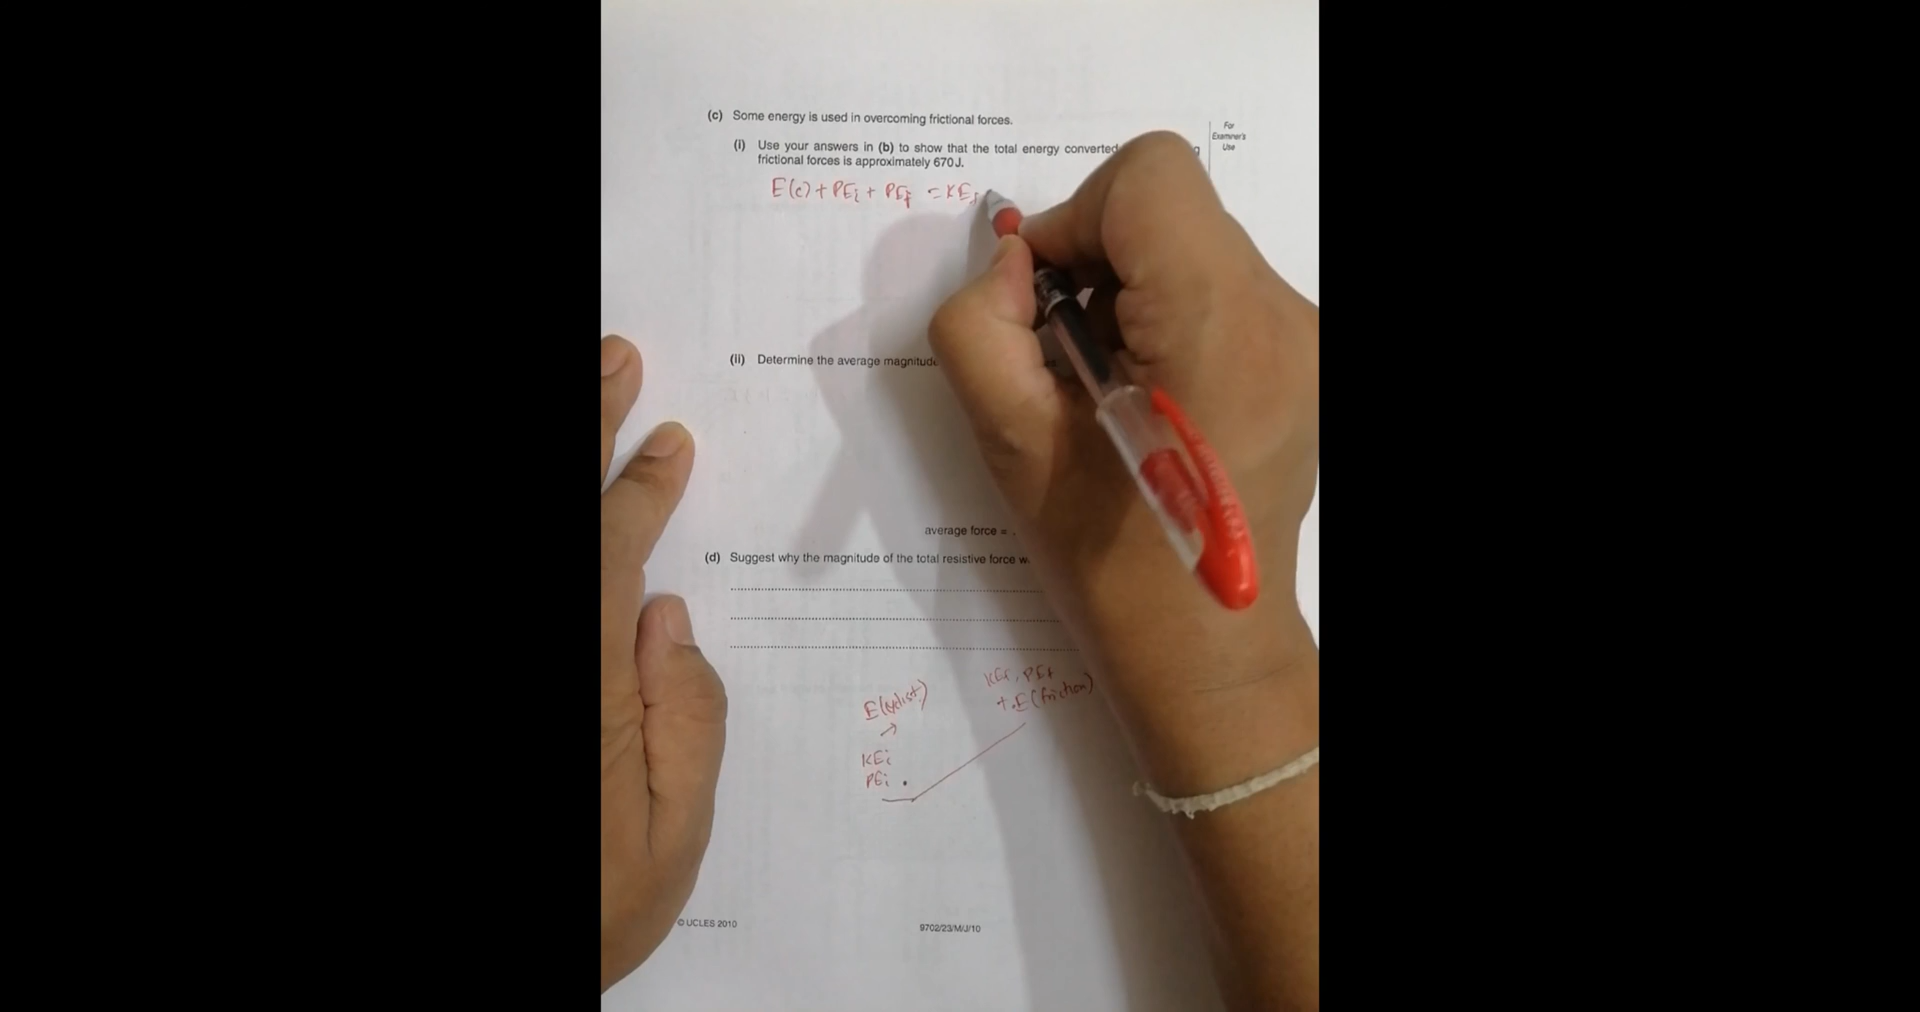 (c) Some energy is used in overcoming frictional forces.
For
Examiner's
Use
(i) Use your answers in (b) to show that the total energy converted
frictional forces is approximately 670 J.
E(c) + PEi + PEf = KEf
(ii) Determine the average magnitude
average force =
(d) Suggest why the magnitude of the total resistive force
KEf, PEf
+ E(friction)
E(cyclist)
→
KEi
PEi
© UCLES 2010
9702/23/M/J/10